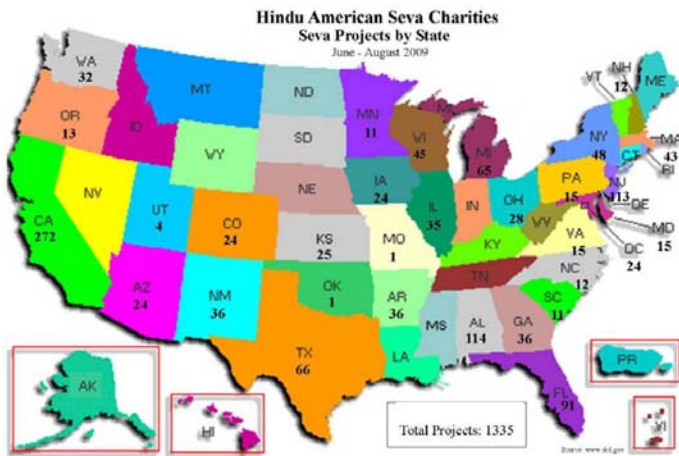 Hindu American Seva Charities
Seva Projects by State
June - August 2009
WA
32
OR
13
CA
272
NV
ID
MT
WY
UT
4
CO
24
AZ
24
NM
36
ND
SD
NE
KS
25
OK
1
TX
66
MN
11
IA
24
MO
1
AR
36
LA
WI
45
IL
35
MI
65
IN
OH
28
KY
TN
MS
AL
114
GA
36
FL
91
SC
11
NC
12
VA
15
WV
PA
15
NY
48
VT
NH
12
ME
MA
43
RI
CT
NJ
113
DE
MD
15
DC
24
AK
HI
PR
VI
Total Projects: 1335
Source: